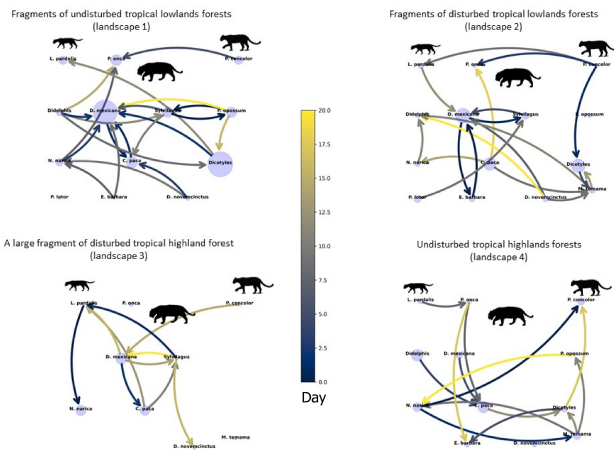 Fragments of undisturbed tropical lowlands forests
(landscape 1)
L. pardalis
P. onca
P. concolor
Didelphis
D. mexicana
Sylvilagus
P. opossum
N. narica
C. paca
Dicotyles
P. lotor
E. barbara
D. novemcinctus
Fragments of disturbed tropical lowlands forests
(landscape 2)
L. pardalis
P. onca
P. concolor
Didelphis
D. mexicana
Sylvilagus
P. opossum
N. narica
C. paca
Dicotyles
P. lotor
E. barbara
D. novemcinctus
M. temama
20.0
17.5
15.0
12.5
10.0
7.5
5.0
2.5
0.0
Day
A large fragment of disturbed tropical highland forest
(landscape 3)
L. pardalis
P. onca
P. concolor
D. mexicana
Sylvilagus
N. narica
C. paca
M. temama
D. novemcinctus
Undisturbed tropical highlands forests
(landscape 4)
L. pardalis
P. onca
P. concolor
Didelphis
D. mexicana
P. opossum
N. narica
C. paca
Dicotyles
M. temama
E. barbara
D. novemcinctus